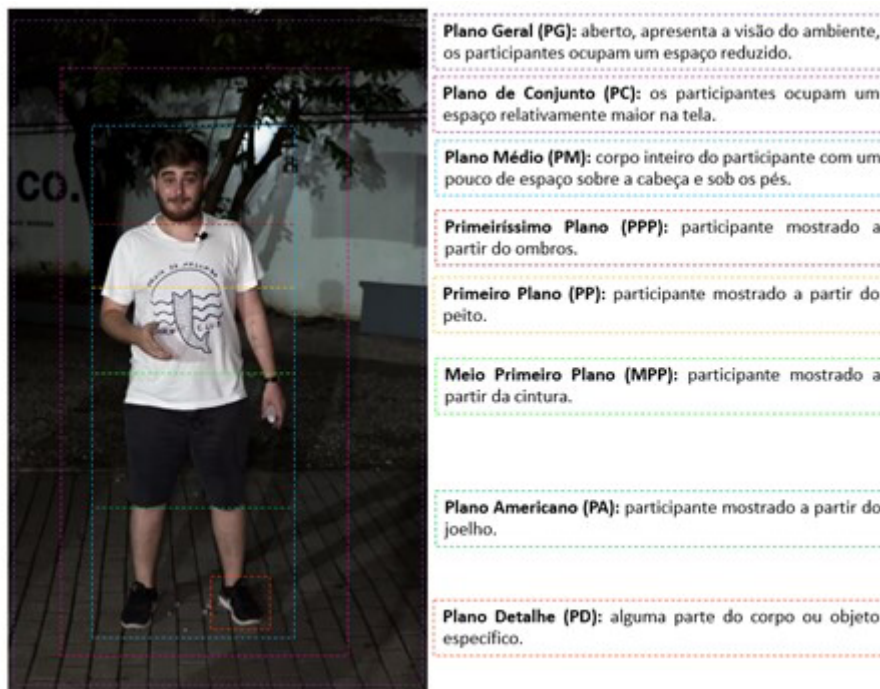 CO.
Plano Geral (PG): aberto, apresenta a visão do ambiente,
os participantes ocupam um espaço reduzido.
Plano de Conjunto (PC): os participantes ocupam um
espaço relativamente maior na tela.
Plano Médio (PM): corpo inteiro do participante com um
pouco de espaço sobre a cabeça e sob os pés.
Primeiríssimo Plano (PPP): participante mostrado a
partir do ombros.
Primeiro Plano (PP): participante mostrado a partir do
peito.
Meio Primeiro Plano (MPP): participante mostrado a
partir da cintura.
Plano Americano (PA): participante mostrado a partir do
joelho.
Plano Detalhe (PD): alguma parte do corpo ou objeto
específico.